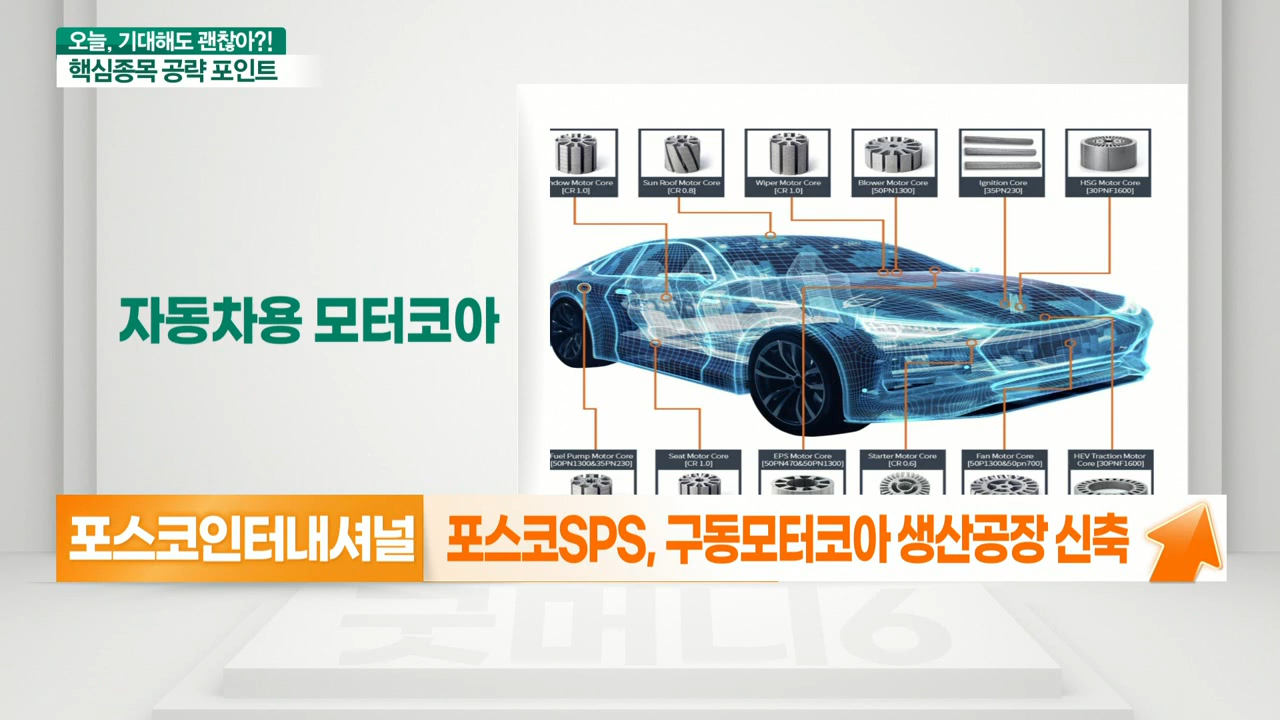 오늘, 기대해도 괜찮아?!
핵심종목 공략 포인트
자동차용 모터코아
ndow Motor Core
[CR 1.0]
Sun Roof Motor Core
[CR 0.8]
Wiper Motor Core
[CR 1.0]
Blower Motor Core
[50PN1300]
Ignition Core
[35PN230]
HSG Motor Core
[30PNF1600]
Fuel Pump Motor Core
[50PN1300&35PN230]
Seat Motor Core
[CR 1.0]
EPS Motor Core
[50PN470&50PN1300]
Starter Motor Core
[CR 0.6]
Fan Motor Core
[50P1300&50pn700]
HEV Traction Motor
Core [30PNF1600]
포스코인터내셔널
포스코SPS, 구동모터코아 생산공장 신축
굿머니6